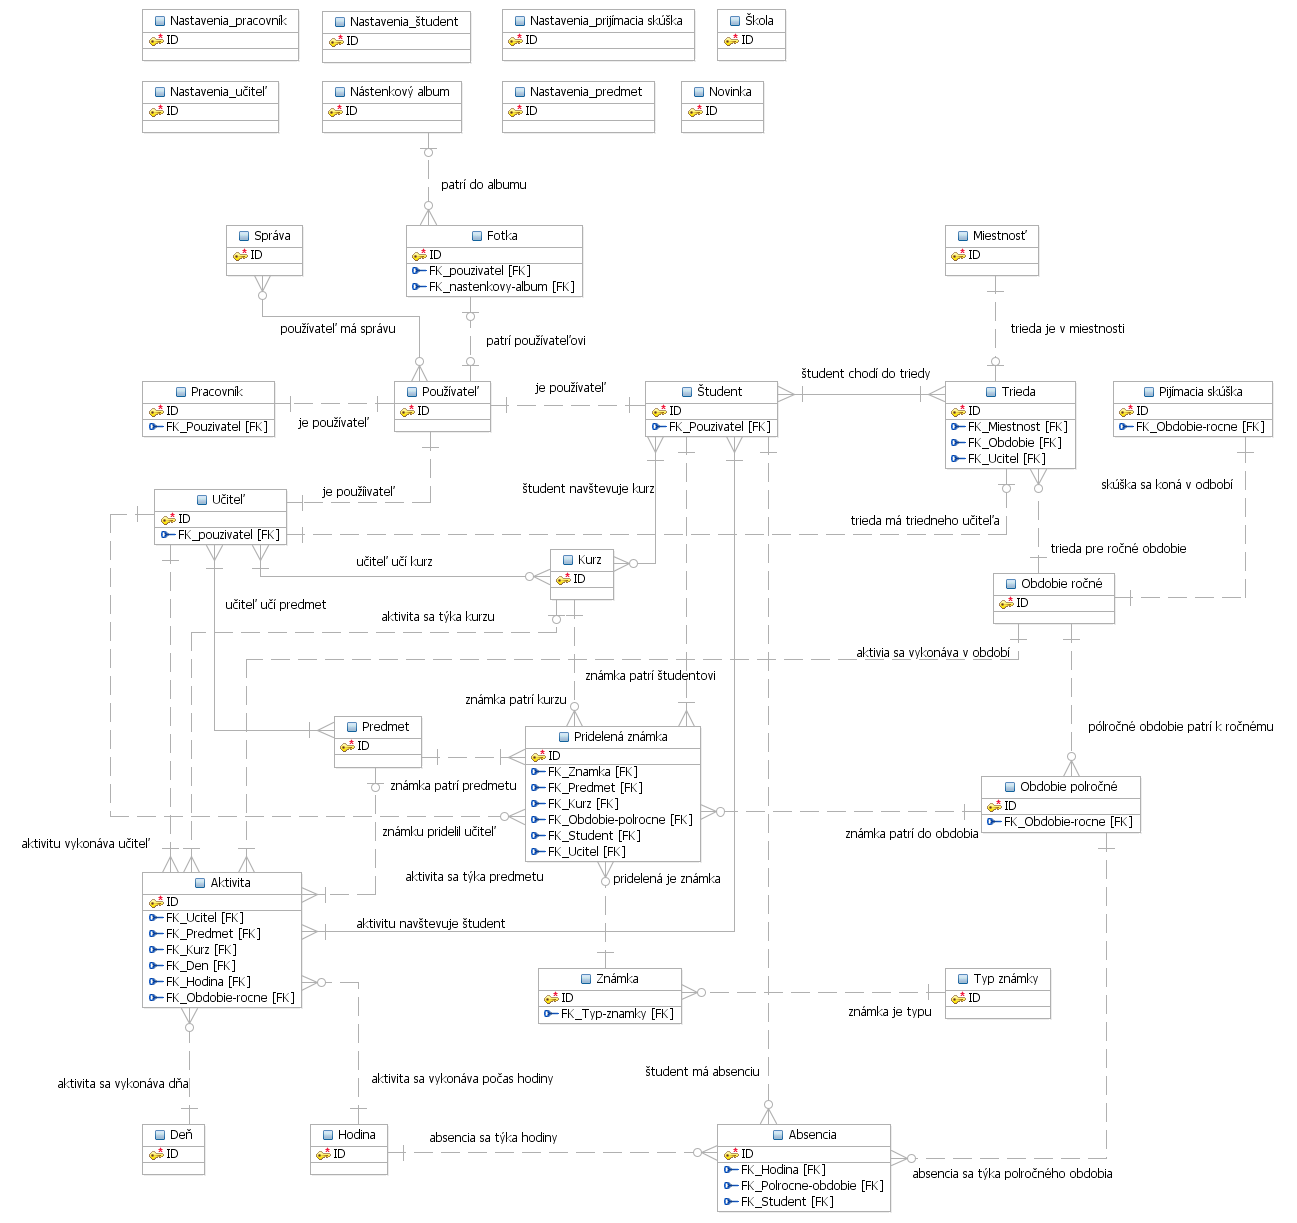 Nastavenia_pracovník
ID
Nastavenia_študent
ID
Nastavenia_prijímacia skúška
ID
Škola
ID
Nastavenia_učiteľ
ID
Nástenkový album
ID
Nastavenia_predmet
ID
Novinka
ID
patrí do albumu
Správa
ID
Fotka
ID
FK_pouzivatel [FK]
FK_nastenkovy-album [FK]
Miestnosť
ID
používateľ má správu
patrí používateľovi
trieda je v miestnosti
Pracovník
ID
FK_Pouzivatel [FK]
je používateľ
Používateľ
ID
je používateľ
Študent
ID
FK_Pouzivatel [FK]
študent chodí do triedy
Trieda
ID
FK_Miestnost [FK]
FK_Obdobie [FK]
FK_Ucitel [FK]
Pijímacia skúška
ID
FK_Obdobie-rocne [FK]
Učiteľ
ID
FK_pouzivatel [FK]
je použiívateľ
študent navštevuje kurz
skúška sa koná v odbobí
trieda má triedneho učiteľa
učiteľ učí kurz
Kurz
ID
trieda pre ročné obdobie
Obdobie ročné
ID
učiteľ učí predmet
aktivita sa týka kurzu
aktivia sa vykonáva v období
známka patrí študentovi
známka patrí kurzu
Predmet
ID
Pridelená známka
ID
FK_Znamka [FK]
FK_Predmet [FK]
FK_Kurz [FK]
FK_Obdobie-polrocne [FK]
FK_Student [FK]
FK_Ucitel [FK]
pólročné obdobie patrí k ročnému
známka patrí predmetu
Obdobie polročné
ID
FK_Obdobie-rocne [FK]
známku pridelil učiteľ
známka patrí do obdobia
aktivitu vykonáva učiteľ
aktivita sa týka predmetu
pridelená je známka
Aktivita
ID
FK_Ucitel [FK]
FK_Predmet [FK]
FK_Kurz [FK]
FK_Den [FK]
FK_Hodina [FK]
FK_Obdobie-rocne [FK]
aktivitu navštevuje študent
Známka
ID
FK_Typ-znamky [FK]
Typ známky
ID
známka je typu
aktivita sa vykonáva dňa
aktivita sa vykonáva počas hodiny
študent má absenciu
Deň
ID
Hodina
ID
absencia sa týka hodiny
Absencia
ID
FK_Hodina [FK]
FK_Polrocne-obdobie [FK]
FK_Student [FK]
absencia sa týka polročného obdobia